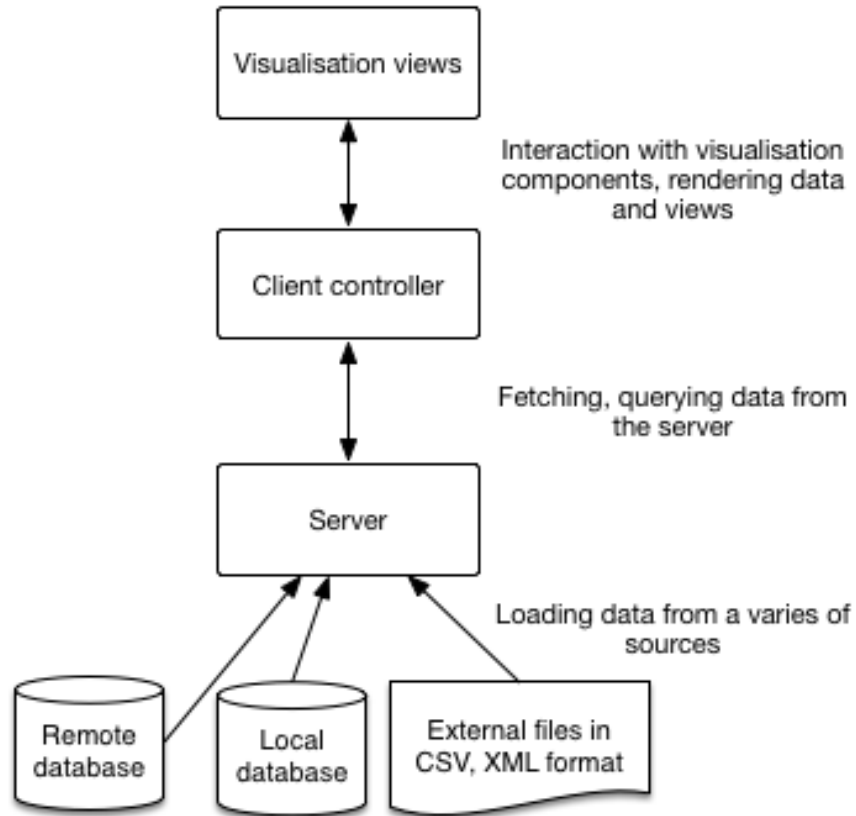 Visualisation views
Interaction with visualisation
components, rendering data
and views
Client controller
Fetching, querying data from
the server
Server
Loading data from a varies of
sources
Remote
database
Local
database
External files in
CSV, XML format